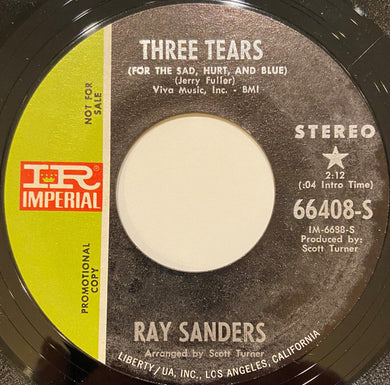 THREE TEARS
(FOR THE SAD, HURT, AND BLUE)
(Jerry Fuller)
Viva Music, Inc. - BMI
NOT FOR
SALE
STEREO
2:12
(:04 Intro Time)
66408-S
IM-6688-S
Produced by:
Scott Turner
IR
IMPERIAL
PROMOTIONAL
COPY
RAY SANDERS
Arranged by Scott Turner
LIBERTY/UA, INC., LOS ANGELES, CALIFORNIA